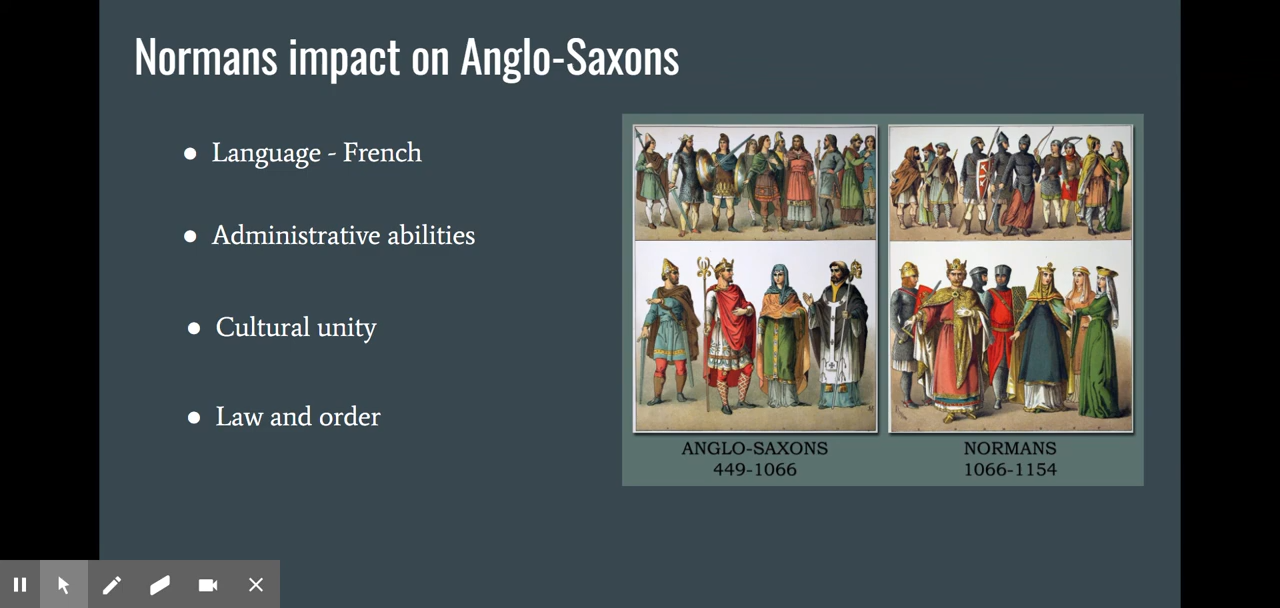 Normans impact on Anglo-Saxons
● Language - French
● Administrative abilities
● Cultural unity
● Law and order
ANGLO-SAXONS
449-1066
NORMANS
1066-1154